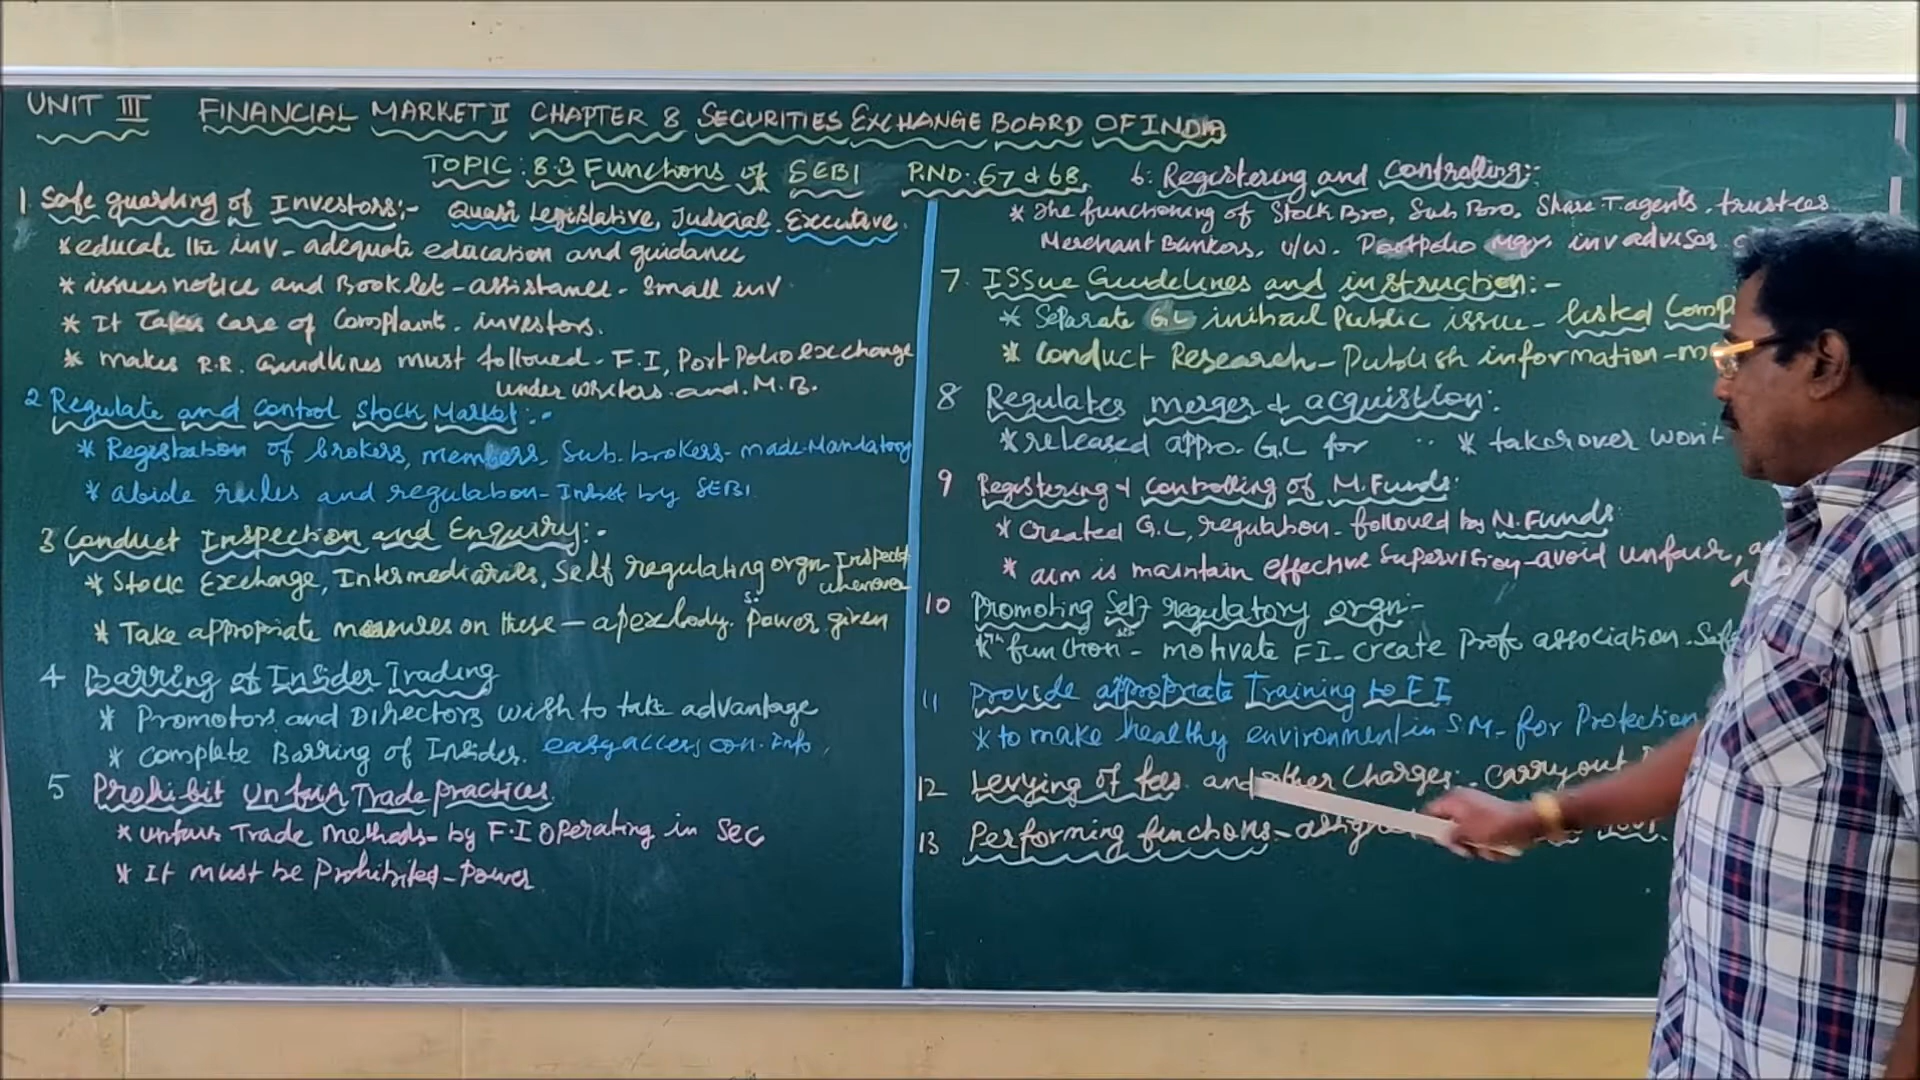 UNIT III FINANCIAL MARKET II CHAPTER 8 SECURITIES EXCHANGE BOARD OF INDIA
TOPIC: 8.3 Functions of SEBI P.NO: 67 & 68
1. Safe guarding of Investors:- Quasi Legislative, Judicial, Executive.
* educate the inv - adequate education and guidance
* issues notice and Booklet - assistance - Small inv
* It Takes care of Complaint. investors.
* makes R.R. Guidlines must followed - F.I, Port Polio exchange
under writers and M.B.
2 Regulate and control Stock Market:-
* Registration of brokers, members, Sub. brokers - made Mandatory
* abide rules and regulation - by SEBI
3 Conduct Inspection and Enquiry:-
* Stock Exchange, Intermediaries, Self regulating orgn Inspect
whenever
* Take appropriate measures on these - apex body. Power given
4 Barring of Insider Trading
* Promotors and Directors wish to take advantage
* complete Barring of Insider. easy access con. info.
5 Prohibit unfair Trade practices
* unfair Trade methods - by F.I operating in Sec
* It must be Prohibited - Power
6. Registering and controlling:-
* The functioning of Stock Bro, Sub Bro, Share T. agents, trustees
Merchant Bankers, U/W. Portpolio Mgr, inv adviser
7. Issue Guidelines and instruction:-
* Separate G.L initial Public issue - listed Comp
* conduct Research - Publish information - m
8 Regulates merger & acquistion:
* released appro. G.L for .. * takeover won't
9 Registering & controlling of M. Funds:
* Created G.L, regulation - followed by Funds
* aim is maintain effective Supervision - avoid unfair, a
10 Promoting Self regulatory orgn-
* function - motivate FI - create Prof. association. Safe
11 Provide appropriate Training to F I
* to make healthy environment in S.M - for Protection
12 Levying of fees and other Charges:- carry out
13 Performing functions - assign Govt.